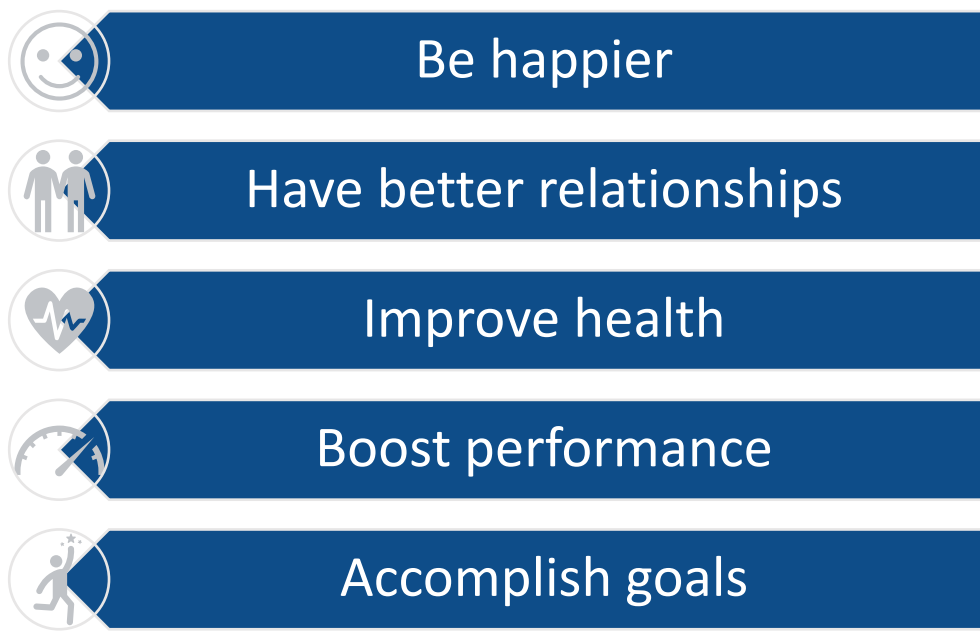 Be happier
Have better relationships
Improve health
Boost performance
Accomplish goals